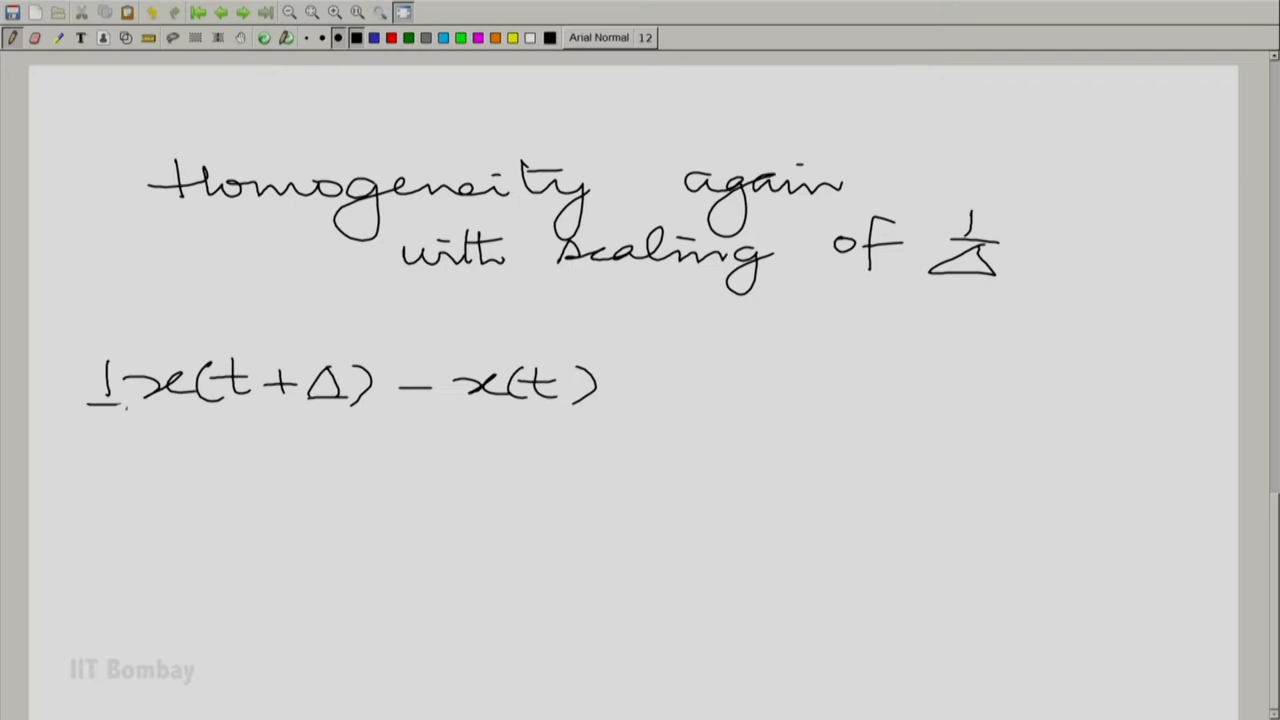 Arial Normal 12
Homogeneity again
with scaling of 1/Δ
1 x(t + Δ) - x(t)
IIT Bombay